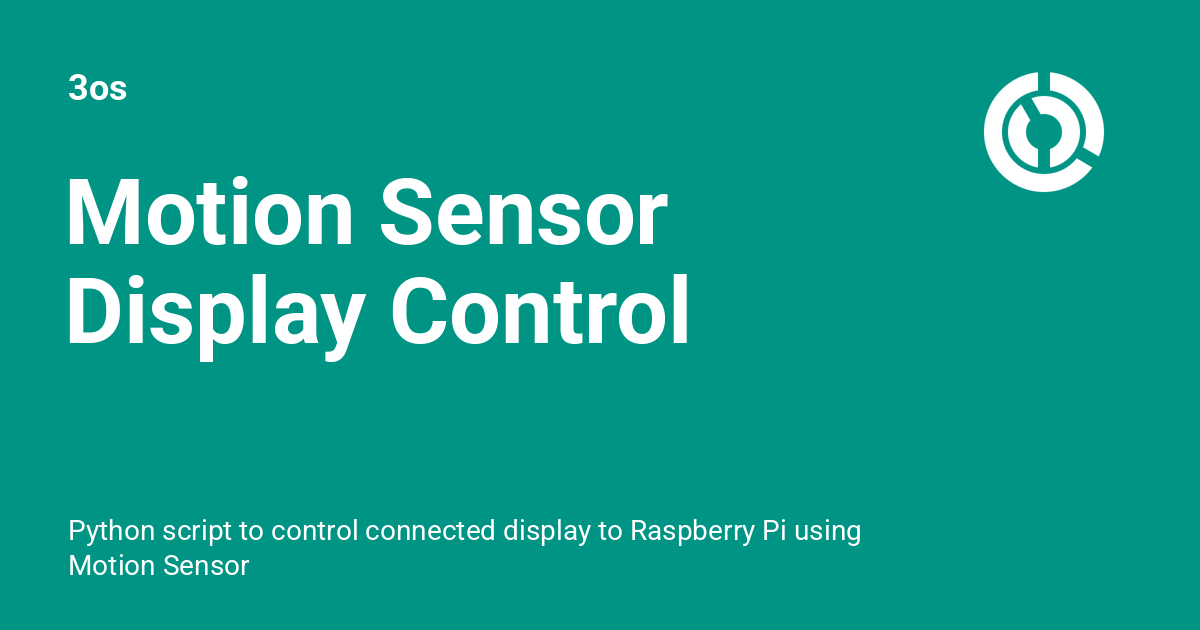 3os
Motion Sensor
Display Control
Python script to control connected display to Raspberry Pi using
Motion Sensor